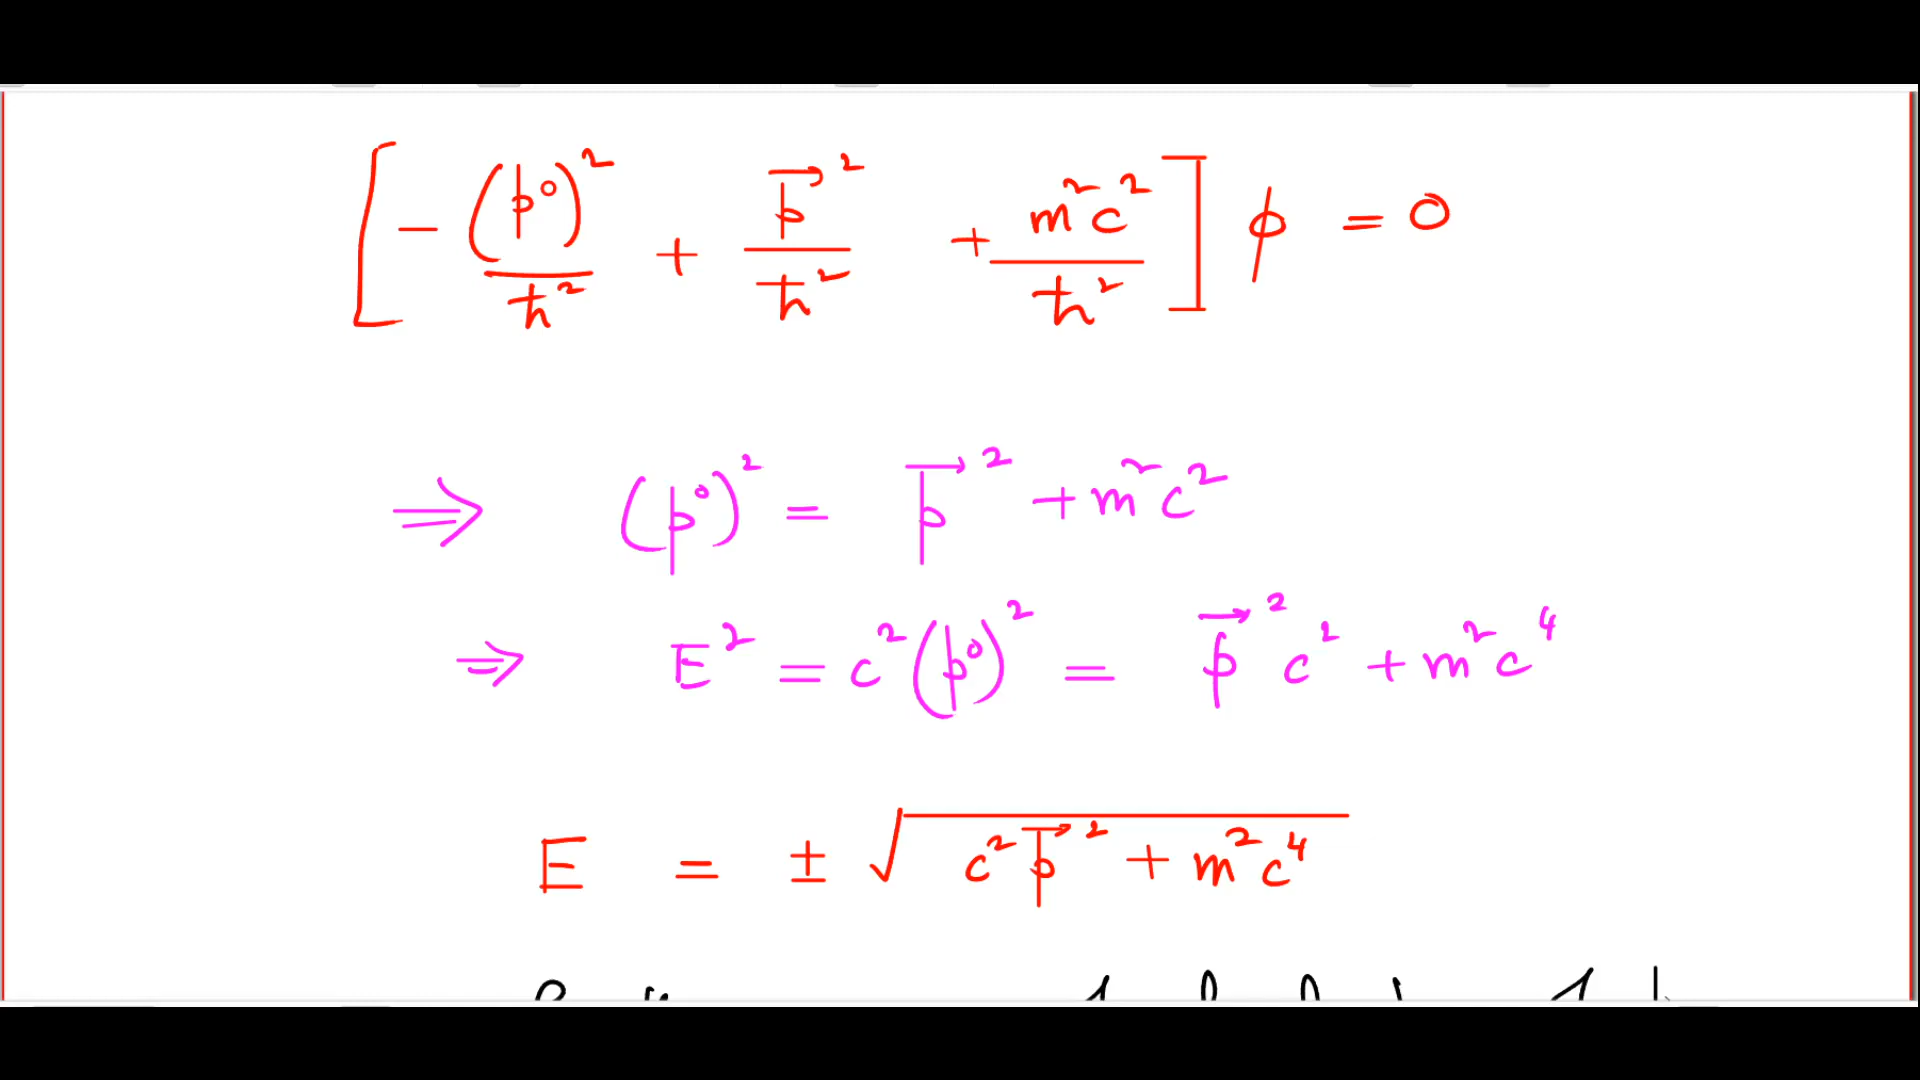 [ - (p⁰)²/ħ² + p⃗²/ħ² + m²c²/ħ² ] φ = 0
⇒ (p⁰)² = p⃗² + m²c²
⇒ E² = c²(p⁰)² = p⃗²c² + m²c⁴
E = ± √(c²p⃗² + m²c⁴)